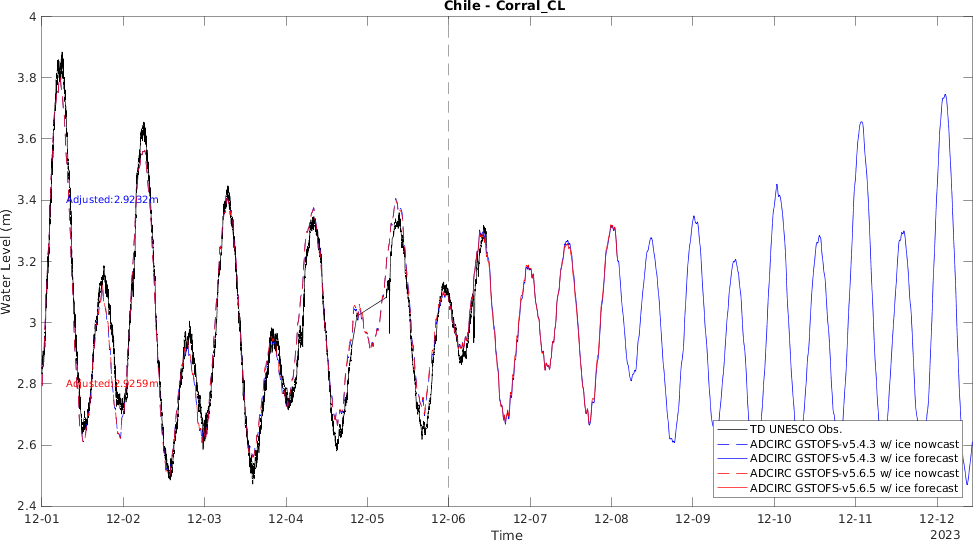 Chile - Corral_CL
Water Level (m)
4
3.8
3.6
3.4
3.2
3
2.8
2.6
2.4
Adjusted:2.9232m
Adjusted:2.9259m
TD UNESCO Obs.
ADCIRC GSTOFS-v5.4.3 w/ ice nowcast
ADCIRC GSTOFS-v5.4.3 w/ ice forecast
ADCIRC GSTOFS-v5.6.5 w/ ice nowcast
ADCIRC GSTOFS-v5.6.5 w/ ice forecast
12-01 12-02 12-03 12-04 12-05 12-06 12-07 12-08 12-09 12-10 12-11 12-12
2023
Time